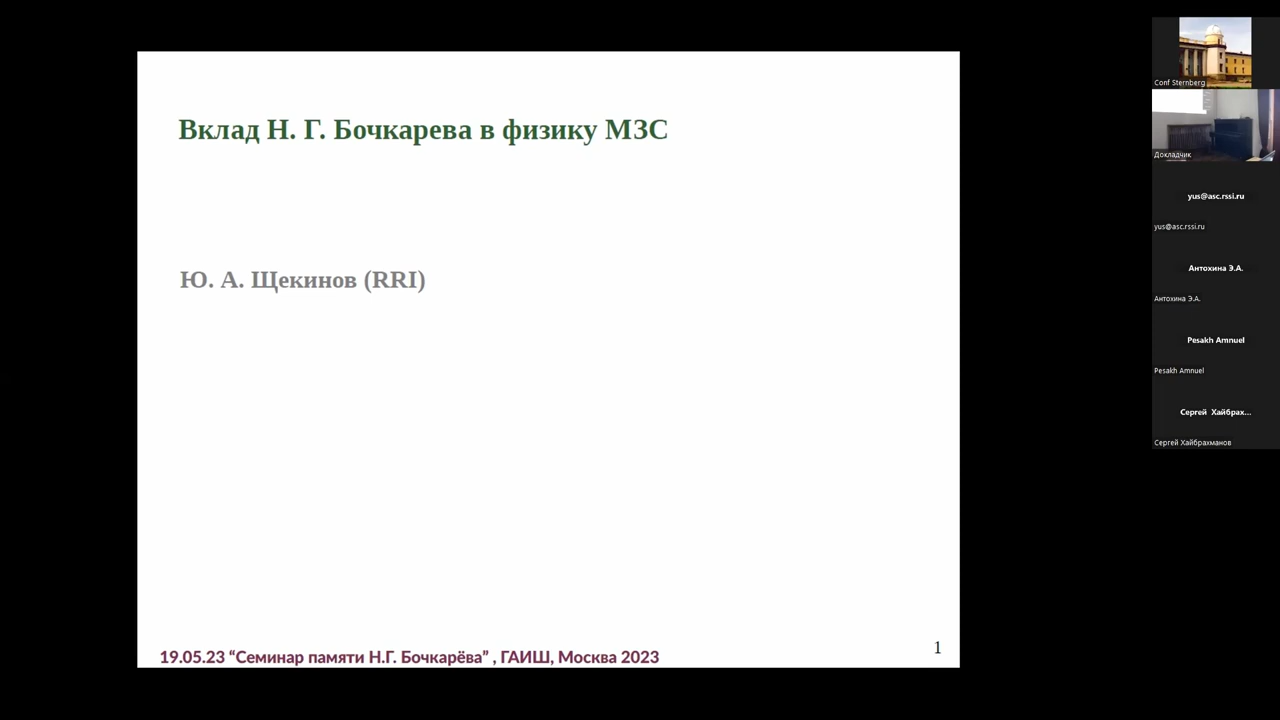 Вклад Н. Г. Бочкарева в физику МЗС
Ю. А. Щекинов (RRI)
19.05.23 “Семинар памяти Н.Г. Бочкарёва” , ГАИШ, Москва 2023
1
Conf Sternberg
Докладчик
yus@asc.rssi.ru
yus@asc.rssi.ru
Антохина Э.А.
Антохина Э.А.
Pesakh Amnuel
Pesakh Amnuel
Сергей Хайбрах...
Сергей Хайбрахманов